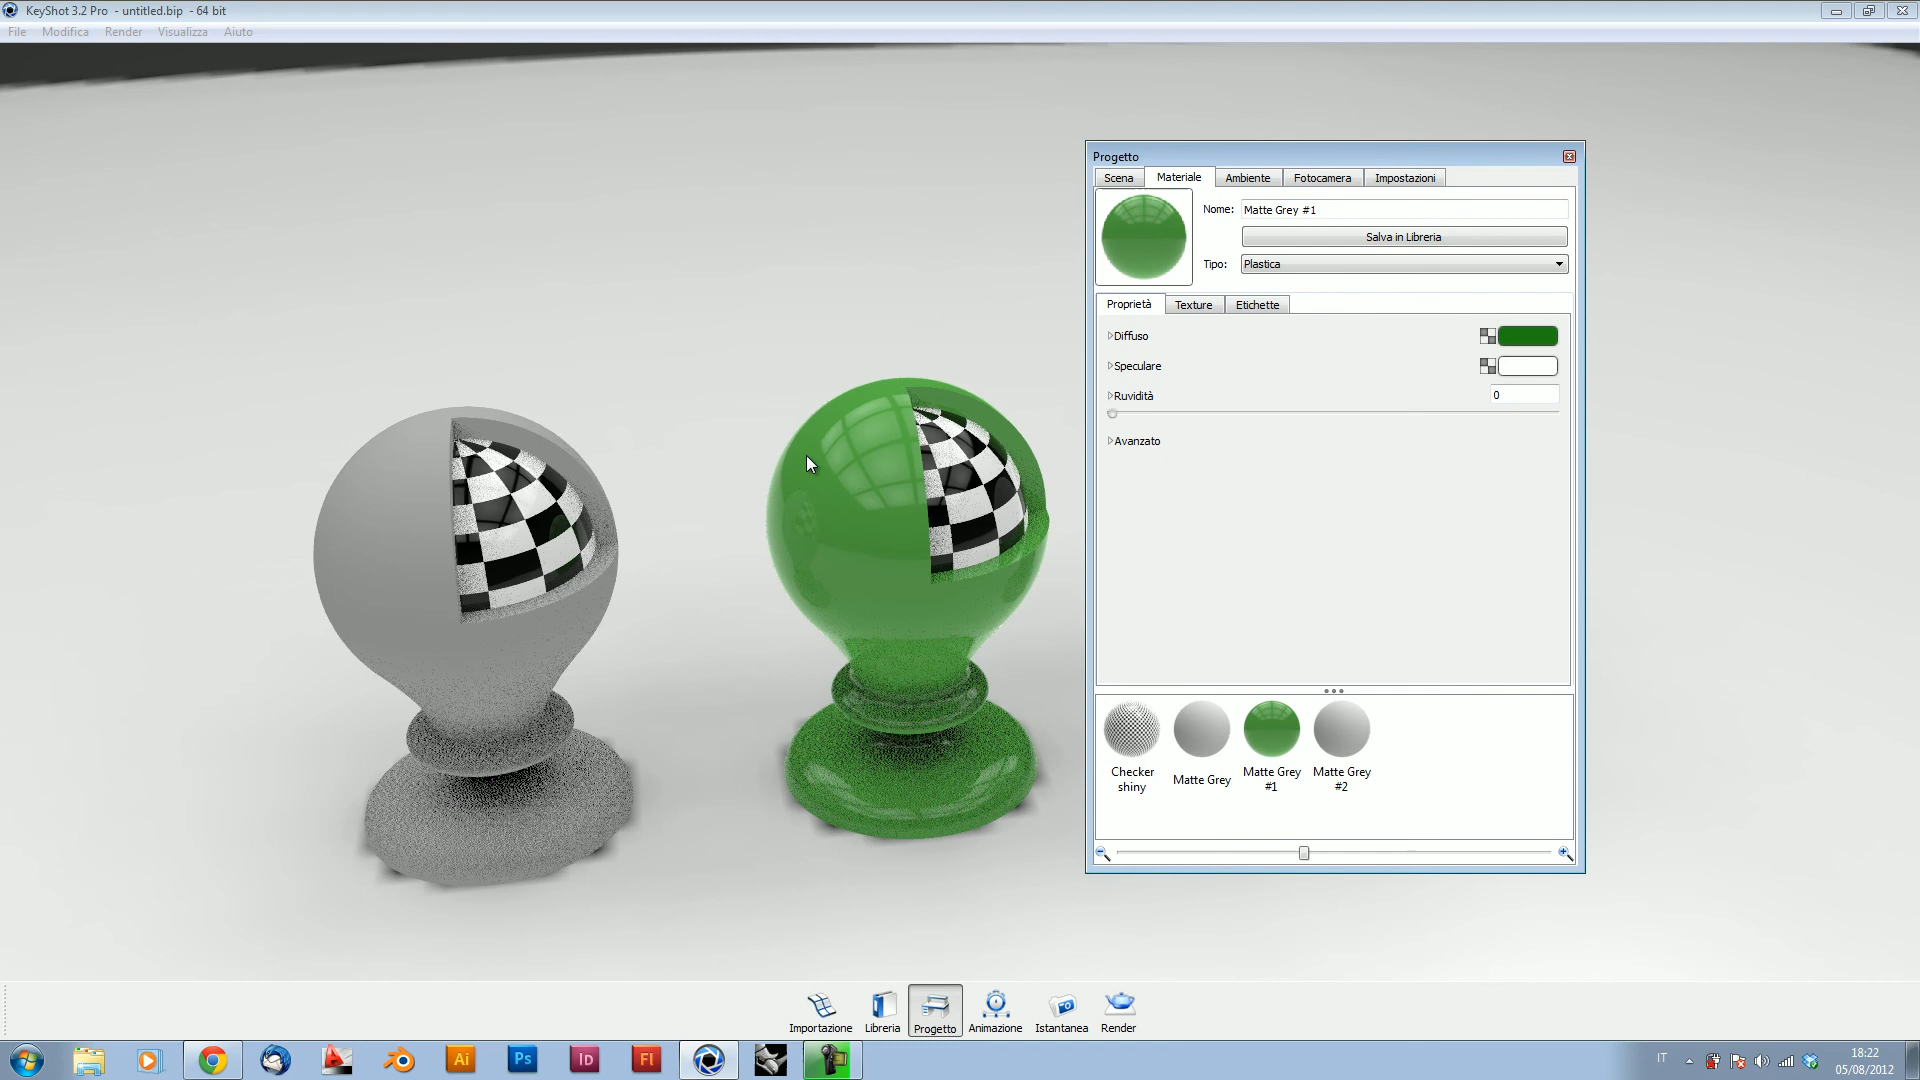 KeyShot 3.2 Pro - untitled.bip - 64 bit
File Modifica Render Visualizza Aiuto
Progetto
Scena Materiale Ambiente Fotocamera Impostazioni
Nome: Matte Grey #1
Salva in Libreria
Tipo: Plastica
Proprietà Texture Etichette
Diffuso
Speculare
Ruvidità 0
Avanzato
Checker shiny
Matte Grey
Matte Grey #1
Matte Grey #2
Importazione Libreria Progetto Animazione Istantanea Render
Ai Ps Id Fl
IT
18:22
05/08/2012